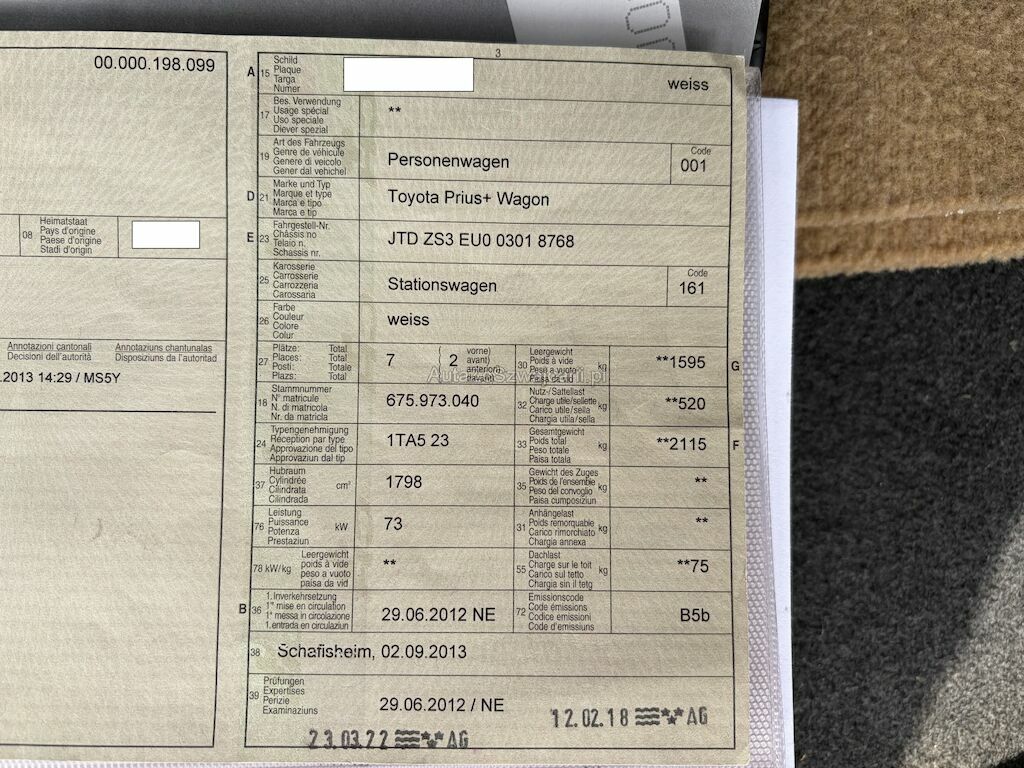 3
00.000.198.099
08 Heimatstaat
Pays d'origine
Paese d'origine
Stadi d'origin
Annotazioni cantonali Annotaziuns chantunalas
Decisioni dell'autorità Disposiziuns da l'autoritad
.2013 14:29 / MS5Y
A 15 Schild
Plaque
Targa
Numer
weiss
17 Bes. Verwendung
Usage spécial
Uso speciale
Diever spezial
**
19 Art des Fahrzeugs
Genre de véhicule
Genere di veicolo
Gener dal vehichel
Personenwagen
Code
001
D 21 Marke und Typ
Marque et type
Marca e tipo
Marca e tip
Toyota Prius+ Wagon
E 23 Fahrgestell-Nr.
Châssis no
Telaio n.
Schassis nr.
JTD ZS3 EU0 0301 8768
25 Karosserie
Carrosserie
Carrozzeria
Carossaria
Stationswagen
Code
161
26 Farbe
Couleur
Colore
Colur
weiss
27 Plätze: Total
Places: Total
Posti: Totale
Plazs: Total
7 ( 2 vorne)
avant)
anteriori)
davant)
30 Leergewicht
Poids à vide
Peso a vuoto
Paisa da vid
kg
**1595
G
18 Stammnummer
N° matricule
N. di matricola
Nr. da matricla
675.973.040
32 Nutz-/Sattellast
Charge utile/sellette
Carico utile/sella
Chargia utila/sella
kg
**520
24 Typengenehmigung
Réception par type
Approvazione del tipo
Approvaziun dal tip
1TA5 23
33 Gesamtgewicht
Poids total
Peso totale
Paisa totala
kg
**2115
F
37 Hubraum
Cylindrée
Cilindrata
Cilindrada
cm³
1798
35 Gewicht des Zuges
Poids de l'ensemble
Peso del convoglio
Paisa cumposiziun
kg
**
76 Leistung
Puissance
Potenza
Prestaziun
kW
73
31 Anhängelast
Poids remorquable
Carico rimorchiato
Chargia annexa
kg
**
78 kW/kg Leergewicht
poids à vide
peso a vuoto
paisa da vid
**
55 Dachlast
Charge sur le toit
Carico sul tetto
Chargia sin il tetg
kg
**75
B 36 1. Inverkehrsetzung
1re mise en circulation
1a messa in circolazione
1. entrada en circulaziun
29.06.2012 NE
72 Emissionscode
Code émissions
Codice emissioni
Code d'emissiuns
B5b
38 Schafisheim, 02.09.2013
39 Prüfungen
Expertises
Perizie
Examinaziuns
29.06.2012 / NE
12.02.18 AG
23.03.22 AG